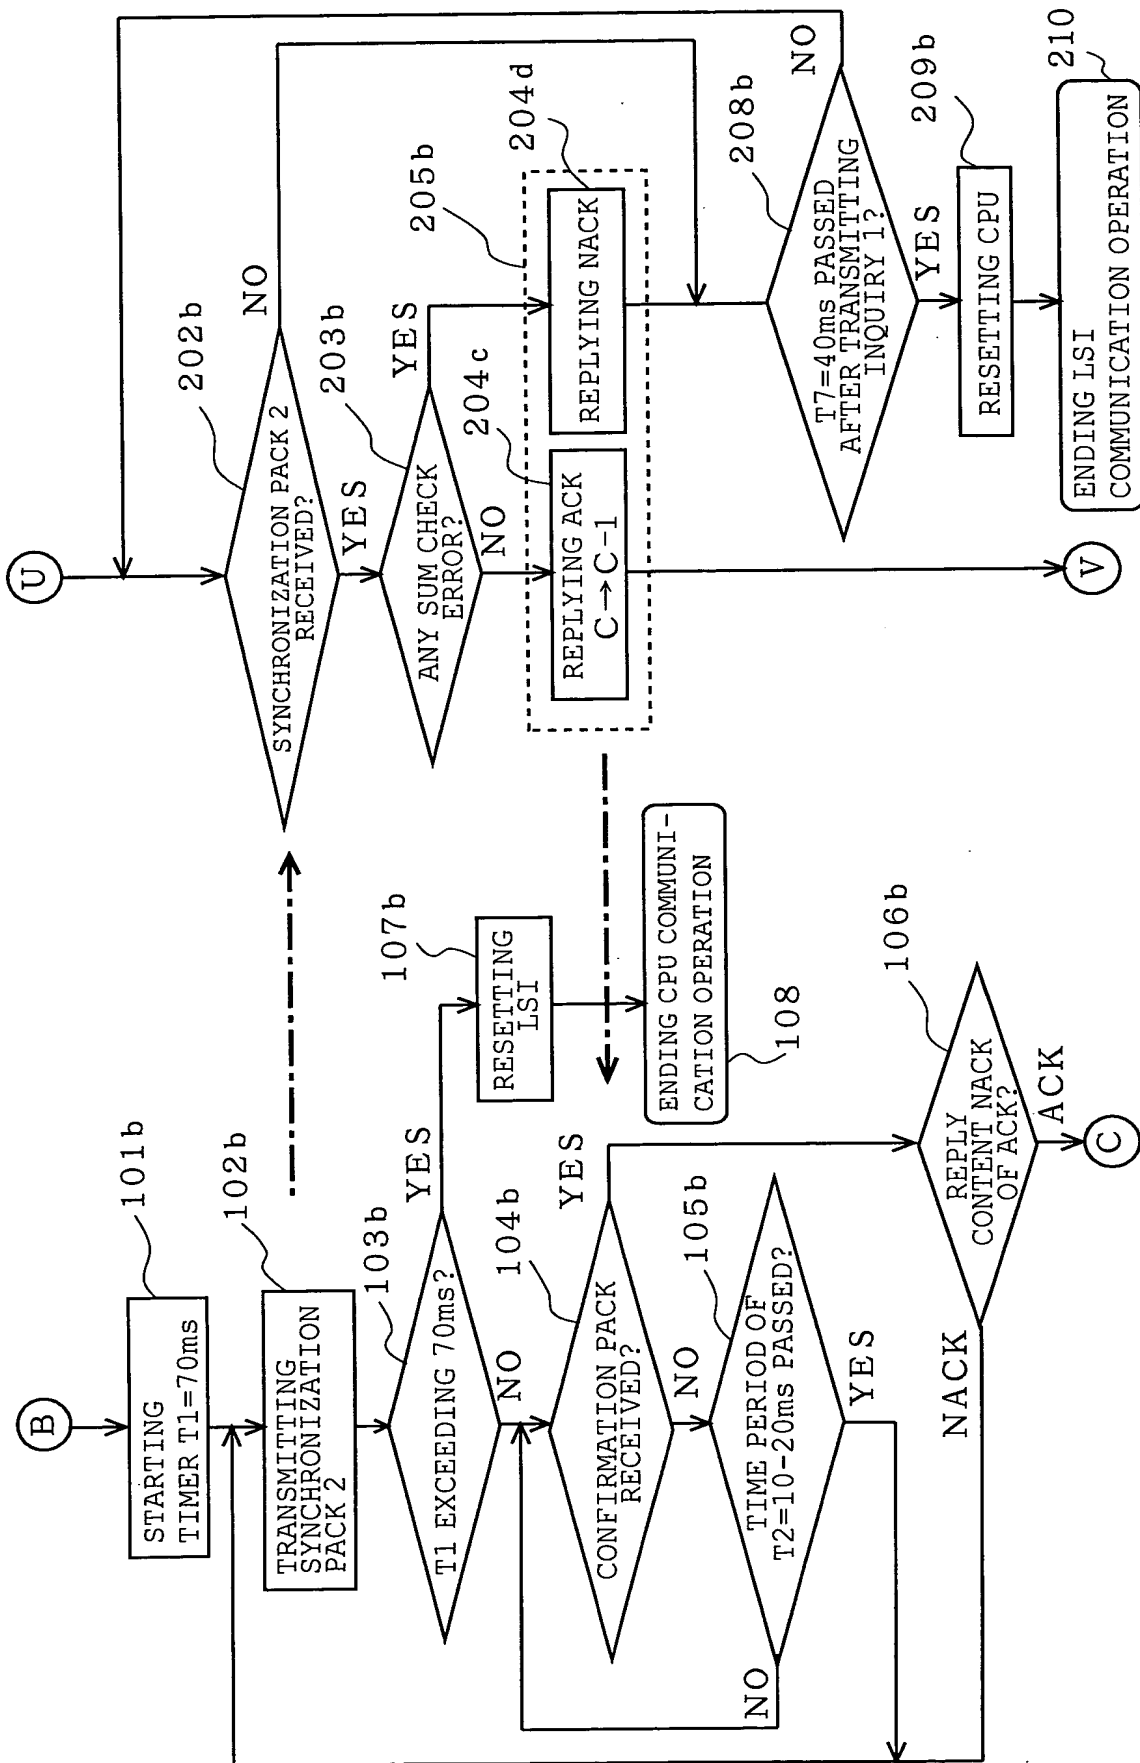 B
101b
STARTING
TIMER T1=70ms
102b
TRANSMITTING
SYNCHRONIZATION
PACK 2
103b
T1 EXCEEDING 70ms?
YES
NO
107b
RESETTING
LSI
ENDING CPU COMMUNI-
CATION OPERATION
108
104b
CONFIRMATION PACK
RECEIVED?
YES
NO
105b
TIME PERIOD OF
T2=10-20ms PASSED?
NO
YES
106b
REPLY
CONTENT NACK
OF ACK?
NACK
ACK
C
U
202b
SYNCHRONIZATION PACK 2
RECEIVED?
NO
YES
203b
ANY SUM CHECK
ERROR?
YES
NO
205b
204c
204d
REPLYING ACK
C→C-1
REPLYING NACK
208b
T7=40ms PASSED
AFTER TRANSMITTING
INQUIRY 1?
NO
YES
209b
RESETTING CPU
210
ENDING LSI
COMMUNICATION OPERATION
V